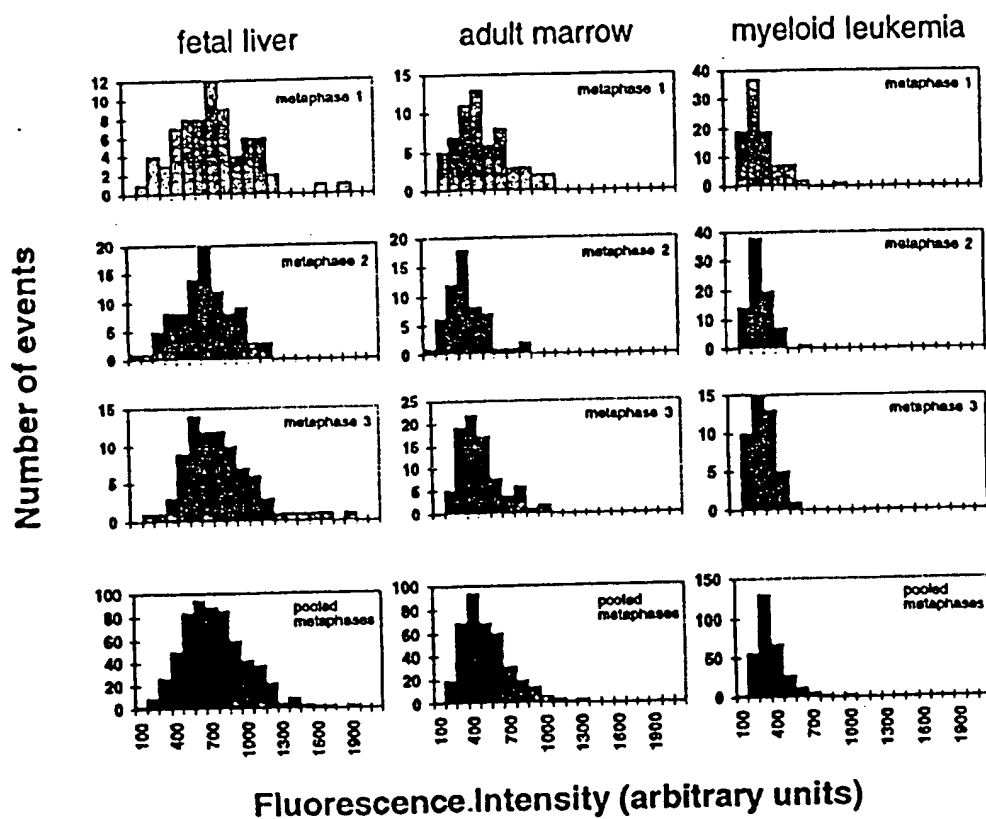 fetal liver adult marrow myeloid leukemia
12
10
8
6
4
2
0
metaphase 1
15
10
5
0
metaphase 1
40
30
20
10
0
metaphase 1
20
15
10
5
0
metaphase 2
20
15
10
5
0
metaphase 2
40
30
20
10
0
metaphase 2
15
10
5
0
metaphase 3
25
20
15
10
5
0
metaphase 3
15
10
5
0
metaphase 3
100
80
60
40
20
0
pooled
metaphases
100
80
60
40
20
0
pooled
metaphases
150
100
50
0
pooled
metaphases
100 400 700 1000 1300 1600 1900
100 400 700 1000 1300 1600 1900
100 400 700 1000 1300 1600 1900
Number of events
Fluorescence.Intensity (arbitrary units)